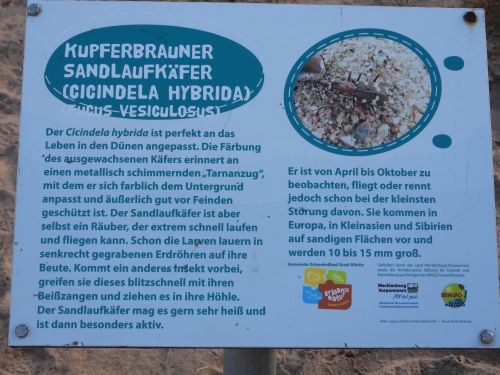 KUPFERBRAUNER
SANDLAUFKÄFER
(CICINDELA HYBRIDA)
(FUCUS VESICULOSUS)
Der Cicindela hybrida ist perfekt an das
Leben in den Dünen angepasst. Die Färbung
des ausgewachsenen Käfers erinnert an
einen metallisch schimmernden „Tarnanzug",
mit dem er sich farblich dem Untergrund
anpasst und äußerlich gut vor Feinden
geschützt ist. Der Sandlaufkäfer ist aber
selbst ein Räuber, der extrem schnell laufen
und fliegen kann. Schon die Larven lauern in
senkrecht gegrabenen Erdröhren auf ihre
Beute. Kommt ein anderes Insekt vorbei,
greifen sie dieses blitzschnell mit ihren
Beißzangen und ziehen es in ihre Höhle.
Der Sandlaufkäfer mag es gern sehr heiß und
ist dann besonders aktiv.
Er ist von April bis Oktober zu
beobachten, fliegt oder rennt
jedoch schon bei der kleinsten
Störung davon. Sie kommen in
Europa, in Kleinasien und Sibirien
auf sandigen Flächen vor und
werden 10 bis 15 mm groß.
Erlebnis
Natur
Mecklenburg
Vorpommern
BINGO